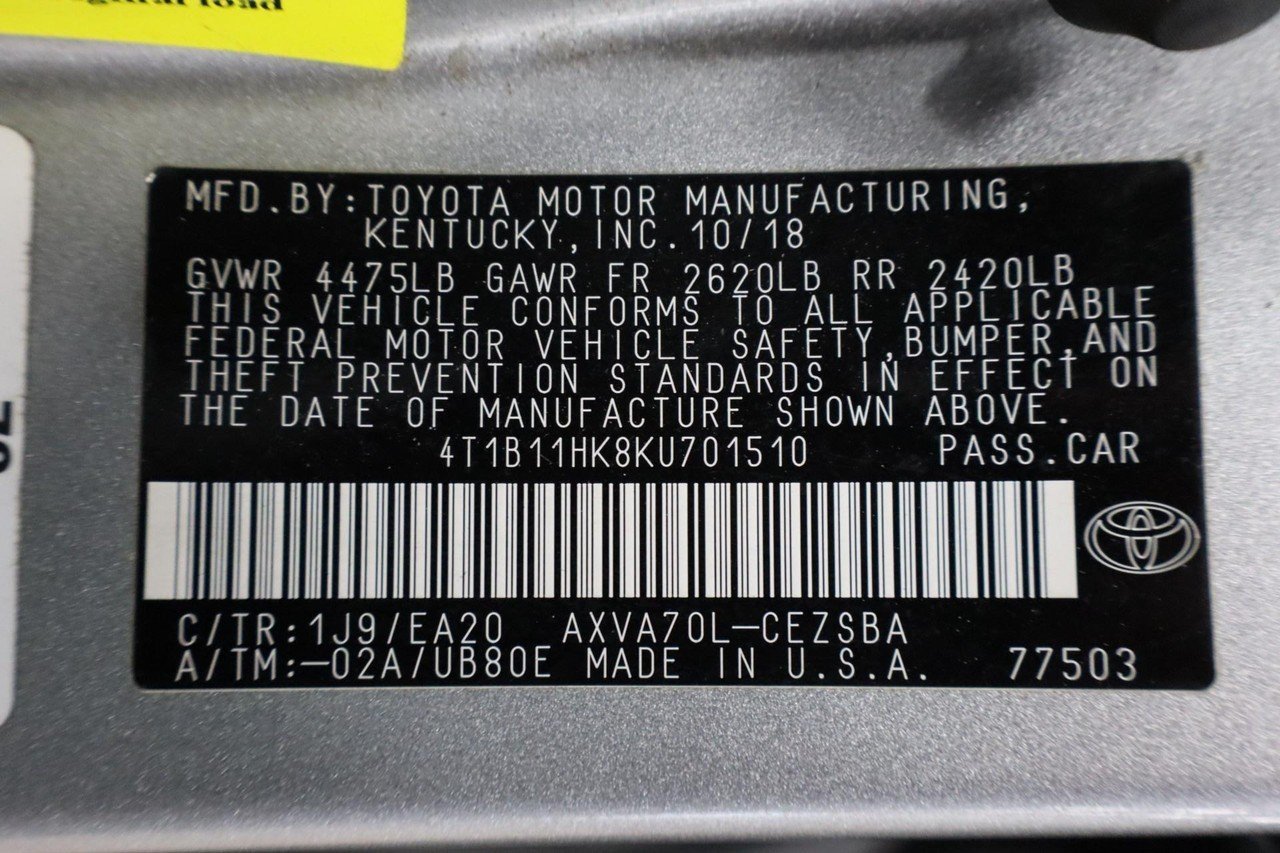 load
MFD.BY:TOYOTA MOTOR MANUFACTURING,
KENTUCKY,INC.10/18
GVWR 4475LB GAWR FR 2620LB RR 2420LB
THIS VEHICLE CONFORMS TO ALL APPLICABLE
FEDERAL MOTOR VEHICLE SAFETY,BUMPER,AND
THEFT PREVENTION STANDARDS IN EFFECT ON
THE DATE OF MANUFACTURE SHOWN ABOVE.
4T1B11HK8KU701510 PASS.CAR
C/TR:1J9/EA20 AXVA70L-CEZSBA
A/TM:-02A/UB80E MADE IN U.S.A. 77503